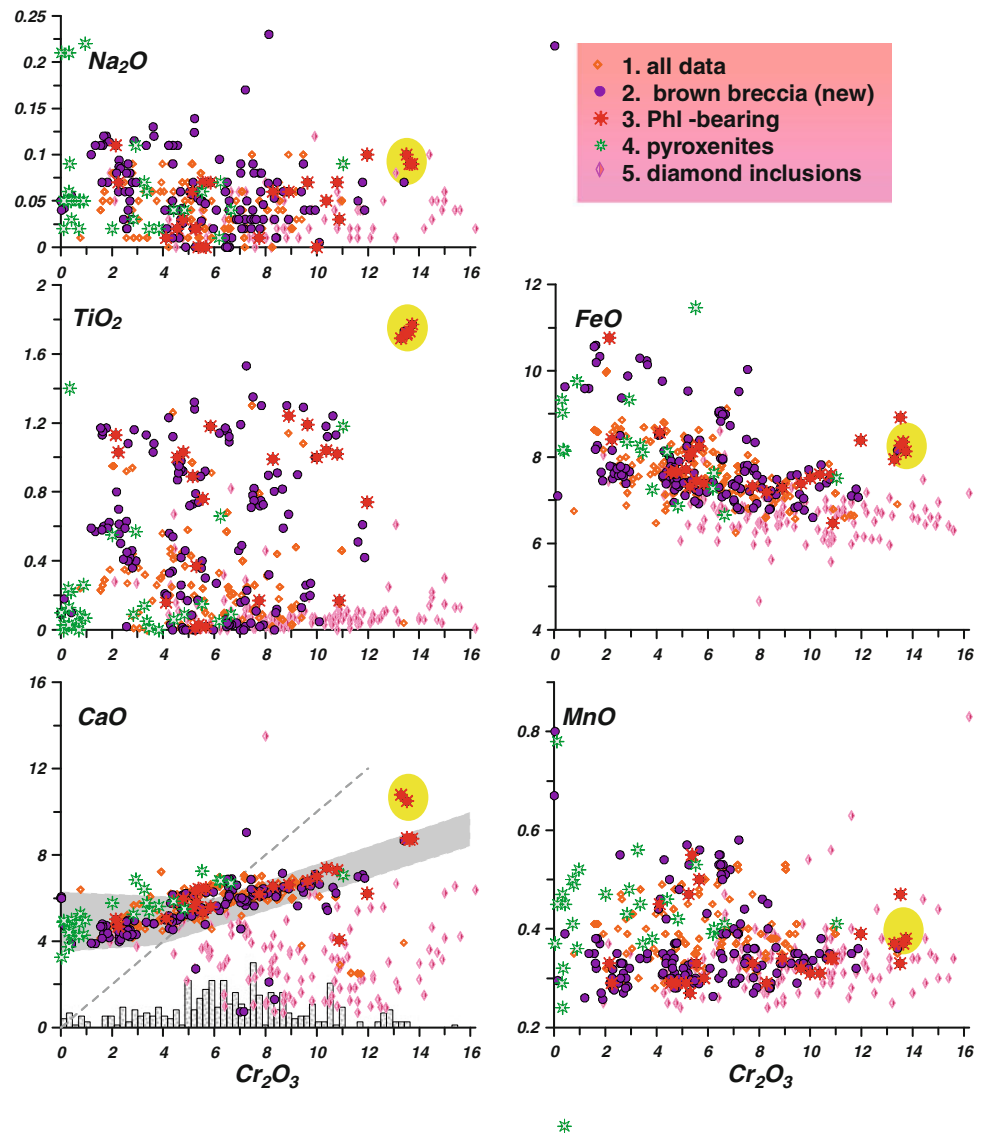 0.25
0.2
0.15
0.1
0.05
0
Na2O
0 2 4 6 8 10 12 14 16
1. all data
2. brown breccia (new)
3. Phl -bearing
4. pyroxenites
5. diamond inclusions
2
1.6
1.2
0.8
0.4
0
TiO2
0 2 4 6 8 10 12 14 16
12
10
8
6
4
FeO
0 2 4 6 8 10 12 14 16
16
12
8
4
0
CaO
0 2 4 6 8 10 12 14 16
Cr2O3
0.8
0.6
0.4
0.2
MnO
0 2 4 6 8 10 12 14 16
Cr2O3